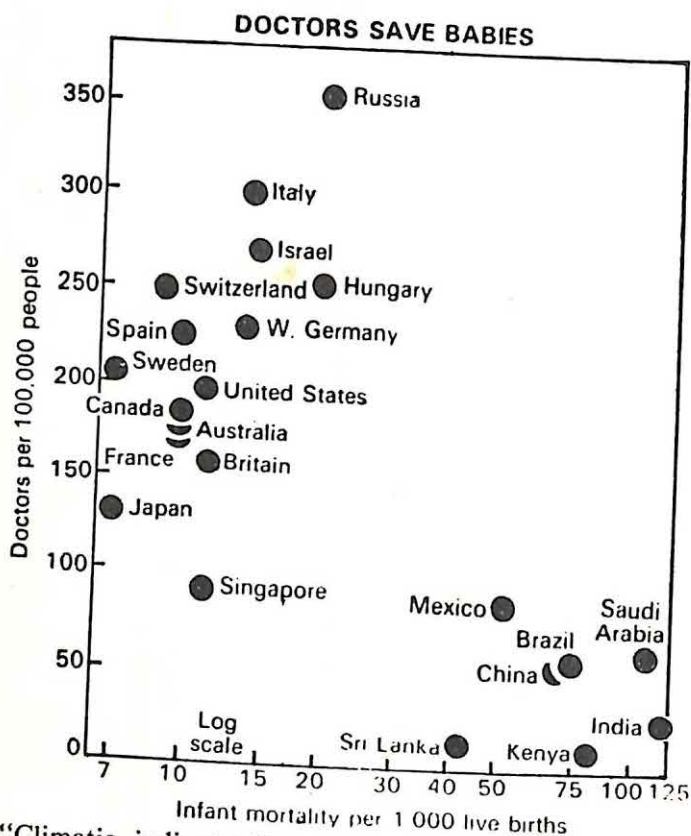 DOCTORS SAVE BABIES
Doctors per 100,000 people
350
300
250
200
150
100
50
0
Russia
Italy
Israel
Switzerland
Hungary
Spain
W. Germany
Sweden
United States
Canada
Australia
France
Britain
Japan
Singapore
Mexico
Saudi
Arabia
Brazil
China
India
Sri Lanka
Kenya
Log
scale
7 10 15 20 30 40 50 75 100 125
Infant mortality per 1 000 live births
"Climatic